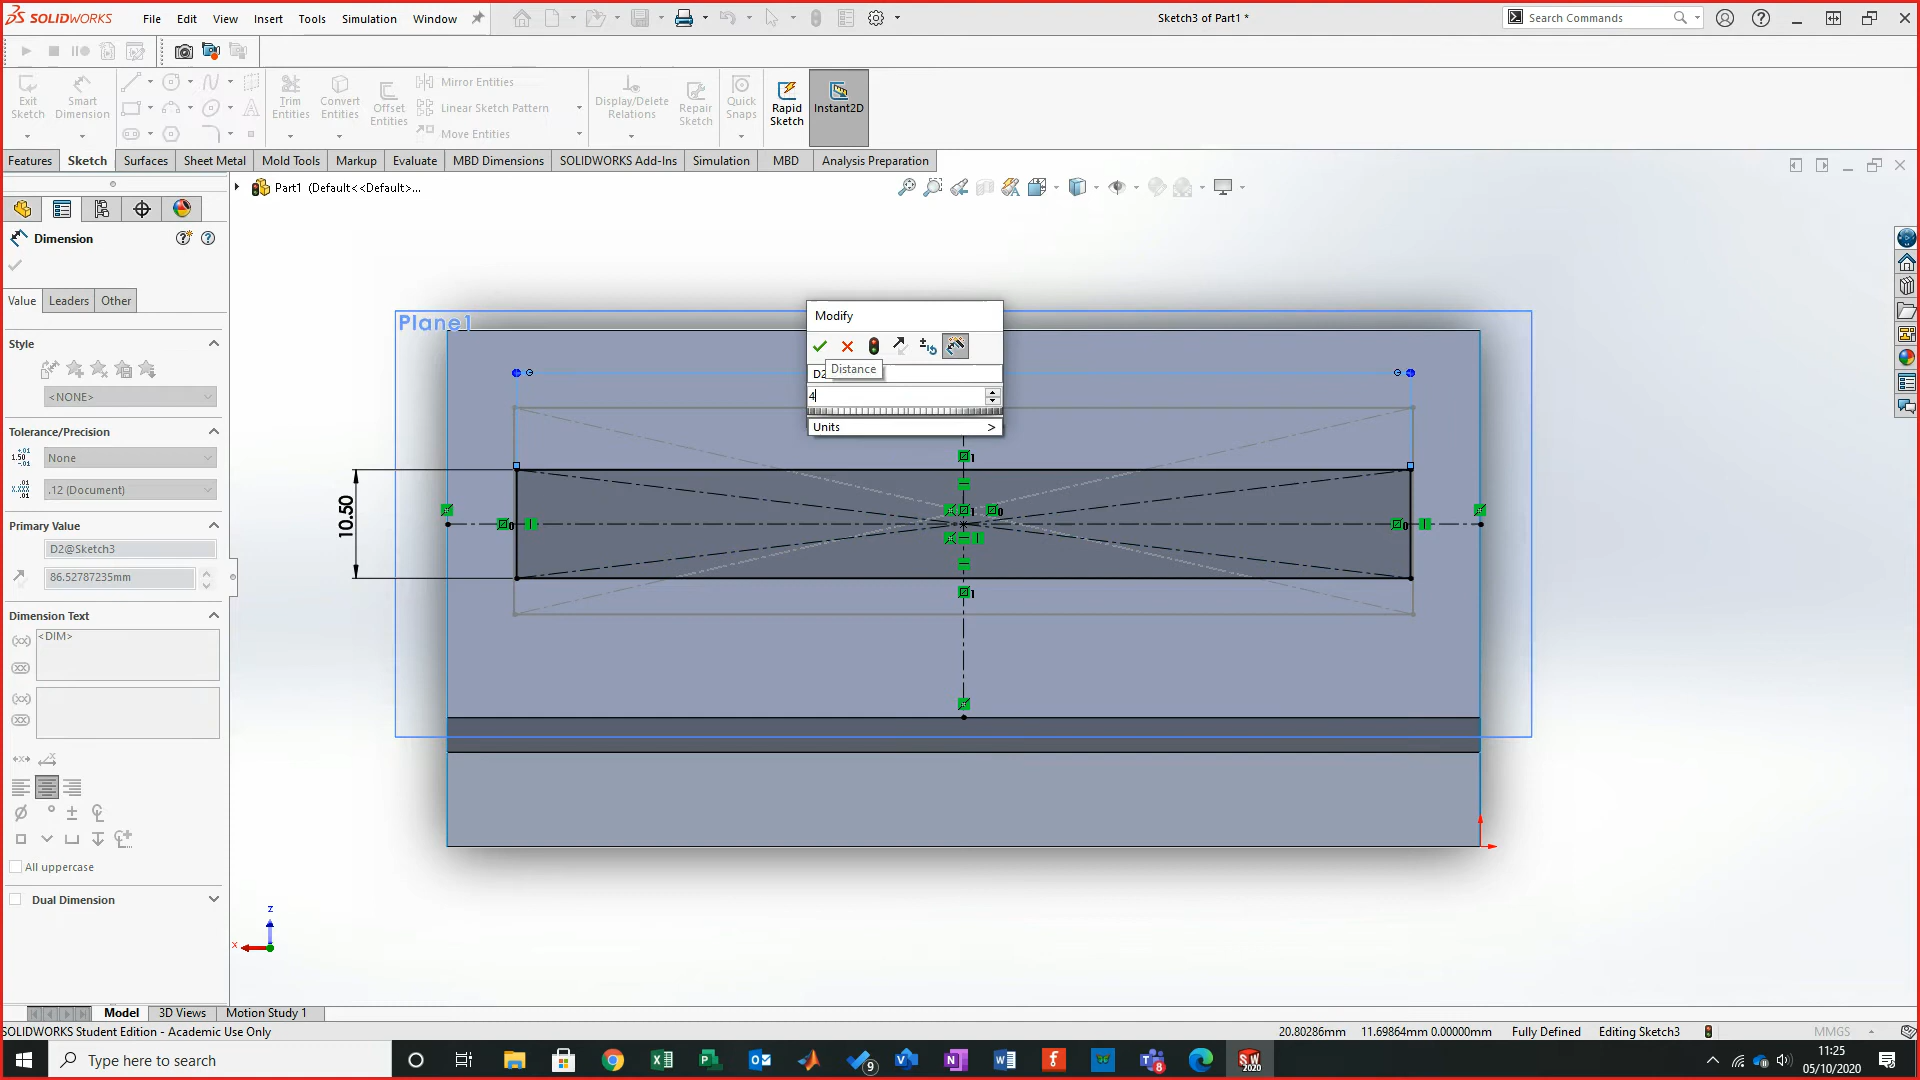 SOLIDWORKS File Edit View Insert Tools Simulation Window Sketch3 of Part1 * Search Commands
Exit Sketch
Smart Dimension
Trim Entities
Convert Entities
Offset Entities
Mirror Entities
Linear Sketch Pattern
Move Entities
Display/Delete Relations
Repair Sketch
Quick Snaps
Rapid Sketch
Instant2D
Features Sketch Surfaces Sheet Metal Mold Tools Markup Evaluate MBD Dimensions SOLIDWORKS Add-Ins Simulation MBD Analysis Preparation
Part1 (Default<<Default>...
Dimension
Value Leaders Other
Style
<NONE>
Tolerance/Precision
None
.12 (Document)
Primary Value
D2@Sketch3
86.52787235mm
Dimension Text
<DIM>
All uppercase
Dual Dimension
Plane1
Modify
D2
Distance
4
Units >
10.50
z
x
Model 3D Views Motion Study 1
SOLIDWORKS Student Edition - Academic Use Only 20.80286mm 11.69864mm 0.00000mm Fully Defined Editing Sketch3 MMGS
Type here to search
11:25
05/10/2020